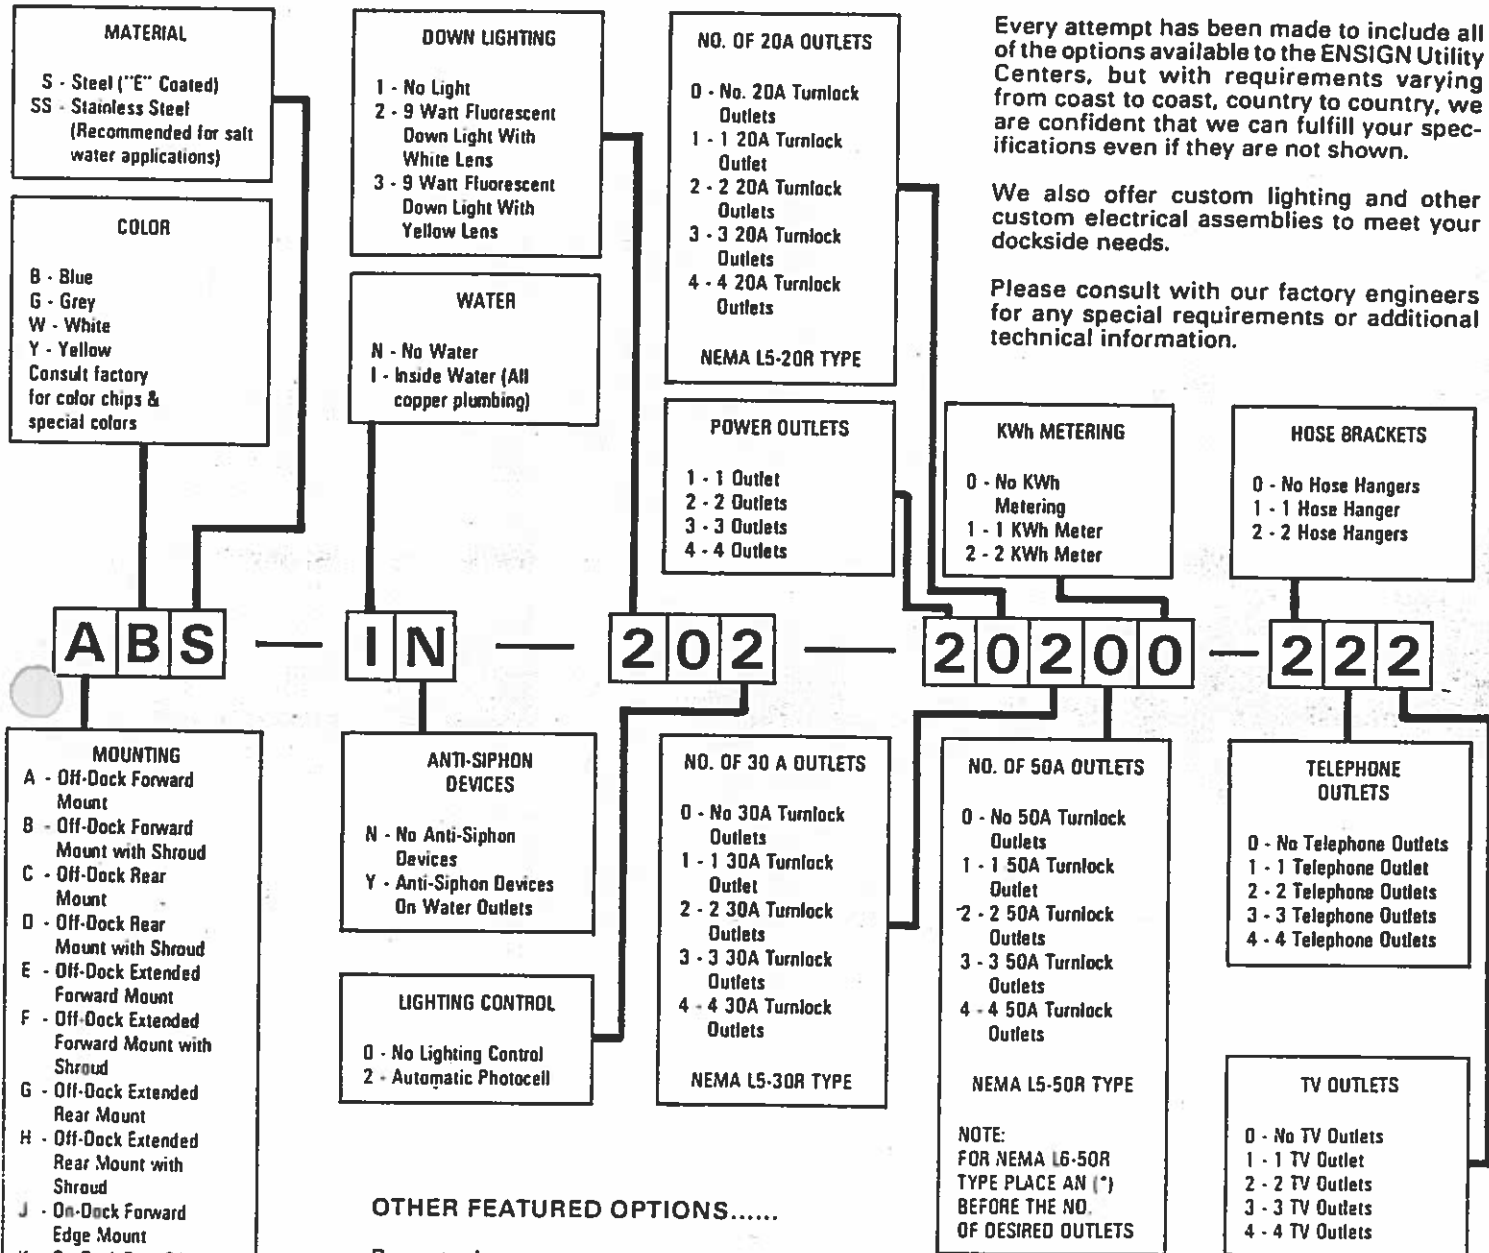 MATERIAL
S - Steel ("E" Coated)
SS - Stainless Steel
(Recommended for salt
water applications)
COLOR
B - Blue
G - Grey
W - White
Y - Yellow
Consult factory
for color chips &
special colors
DOWN LIGHTING
1 - No Light
2 - 9 Watt Fluorescent
Down Light With
White Lens
3 - 9 Watt Fluorescent
Down Light With
Yellow Lens
WATER
N - No Water
I - Inside Water (All
copper plumbing)
NO. OF 20A OUTLETS
0 - No. 20A Turnlock
Outlets
1 - 1 20A Turnlock
Outlet
2 - 2 20A Turnlock
Outlets
3 - 3 20A Turnlock
Outlets
4 - 4 20A Turnlock
Outlets
NEMA L5-20R TYPE
Every attempt has been made to include all
of the options available to the ENSIGN Utility
Centers, but with requirements varying
from coast to coast, country to country, we
are confident that we can fulfill your spec-
ifications even if they are not shown.
We also offer custom lighting and other
custom electrical assemblies to meet your
dockside needs.
Please consult with our factory engineers
for any special requirements or additional
technical information.
POWER OUTLETS
1 - 1 Outlet
2 - 2 Outlets
3 - 3 Outlets
4 - 4 Outlets
KWh METERING
0 - No KWh
Metering
1 - 1 KWh Meter
2 - 2 KWh Meter
HOSE BRACKETS
0 - No Hose Hangers
1 - 1 Hose Hanger
2 - 2 Hose Hangers
ABS — IN — 202 — 20200 — 222
MOUNTING
A - Off-Dock Forward
Mount
B - Off-Dock Forward
Mount with Shroud
C - Off-Dock Rear
Mount
D - Off-Dock Rear
Mount with Shroud
E - Off-Dock Extended
Forward Mount
F - Off-Dock Extended
Forward Mount with
Shroud
G - Off-Dock Extended
Rear Mount
H - Off-Dock Extended
Rear Mount with
Shroud
J - On-Dock Forward
Edge Mount
ANTI-SIPHON
DEVICES
N - No Anti-Siphon
Devices
Y - Anti-Siphon Devices
On Water Outlets
LIGHTING CONTROL
0 - No Lighting Control
2 - Automatic Photocell
NO. OF 30 A OUTLETS
0 - No 30A Turnlock
Outlets
1 - 1 30A Turnlock
Outlet
2 - 2 30A Turnlock
Outlets
3 - 3 30A Turnlock
Outlets
4 - 4 30A Turnlock
Outlets
NEMA L5-30R TYPE
NO. OF 50A OUTLETS
0 - No 50A Turnlock
Outlets
1 - 1 50A Turnlock
Outlet
2 - 2 50A Turnlock
Outlets
3 - 3 50A Turnlock
Outlets
4 - 4 50A Turnlock
Outlets
NEMA L5-50R TYPE
NOTE:
FOR NEMA L6-50R
TYPE PLACE AN (*)
BEFORE THE NO.
OF DESIRED OUTLETS
TELEPHONE
OUTLETS
0 - No Telephone Outlets
1 - 1 Telephone Outlet
2 - 2 Telephone Outlets
3 - 3 Telephone Outlets
4 - 4 Telephone Outlets
TV OUTLETS
0 - No TV Outlets
1 - 1 TV Outlet
2 - 2 TV Outlets
3 - 3 TV Outlets
4 - 4 TV Outlets
OTHER FEATURED OPTIONS......